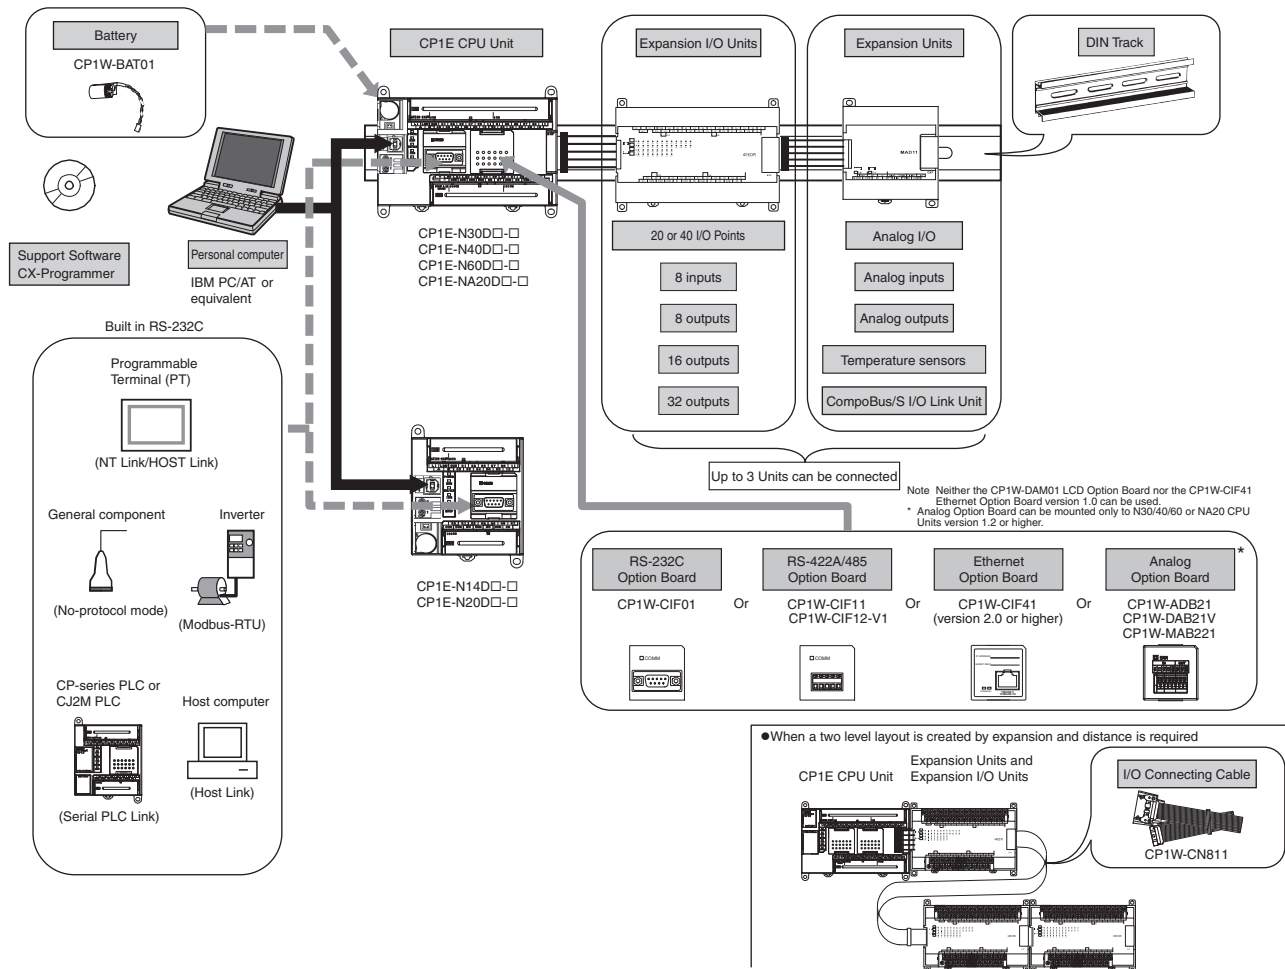 Battery
CP1W-BAT01
CP1E CPU Unit
Expansion I/O Units
Expansion Units
DIN Track
MAD11
Support Software
CX-Programmer
Personal computer
IBM PC/AT or
equivalent
CP1E-N30D□-□
CP1E-N40D□-□
CP1E-N60D□-□
CP1E-NA20D□-□
20 or 40 I/O Points
8 inputs
8 outputs
16 outputs
32 outputs
Analog I/O
Analog inputs
Analog outputs
Temperature sensors
CompoBus/S I/O Link Unit
Up to 3 Units can be connected
Built in RS-232C
Programmable
Terminal (PT)
(NT Link/HOST Link)
General component
(No-protocol mode)
Inverter
(Modbus-RTU)
CP-series PLC or
CJ2M PLC
(Serial PLC Link)
Host computer
(Host Link)
CP1E-N14D□-□
CP1E-N20D□-□
Note Neither the CP1W-DAM01 LCD Option Board nor the CP1W-CIF41
Ethernet Option Board version 1.0 can be used.
* Analog Option Board can be mounted only to N30/40/60 or NA20 CPU
Units version 1.2 or higher.
RS-232C
Option Board
CP1W-CIF01
Or
RS-422A/485
Option Board
CP1W-CIF11
CP1W-CIF12-V1
Or
Ethernet
Option Board
CP1W-CIF41
(version 2.0 or higher)
Or
Analog
Option Board
*
CP1W-ADB21
CP1W-DAB21V
CP1W-MAB221
COMM
COMM
●When a two level layout is created by expansion and distance is required
CP1E CPU Unit
Expansion Units and
Expansion I/O Units
I/O Connecting Cable
CP1W-CN811